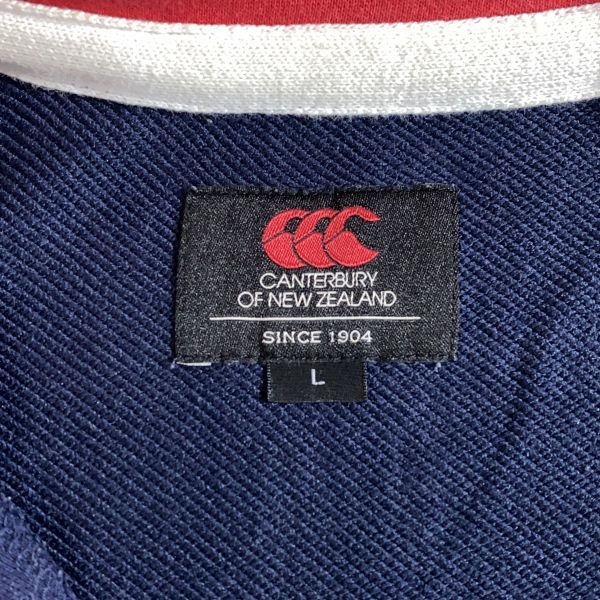 CANTERBURY
OF NEW ZEALAND
SINCE 1904
L